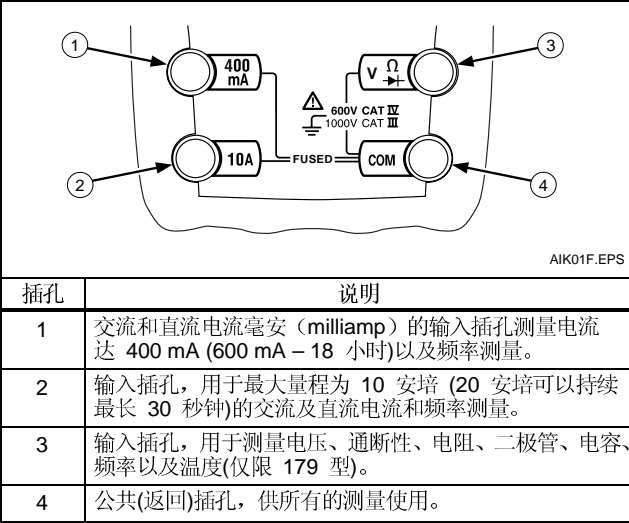 1
400
mA
V Ω
3
600V CAT IV
1000V CAT III
2
10A
FUSED
COM
4
AIK01F.EPS
插孔 说明
1 交流和直流电流毫安（milliamp）的输入插孔测量电流
达 400 mA (600 mA – 18 小时)以及频率测量。
2 输入插孔，用于最大量程为 10 安培 (20 安培可以持续
最长 30 秒钟)的交流及直流电流和频率测量。
3 输入插孔，用于测量电压、通断性、电阻、二极管、电容、
频率以及温度(仅限 179 型)。
4 公共(返回)插孔，供所有的测量使用。